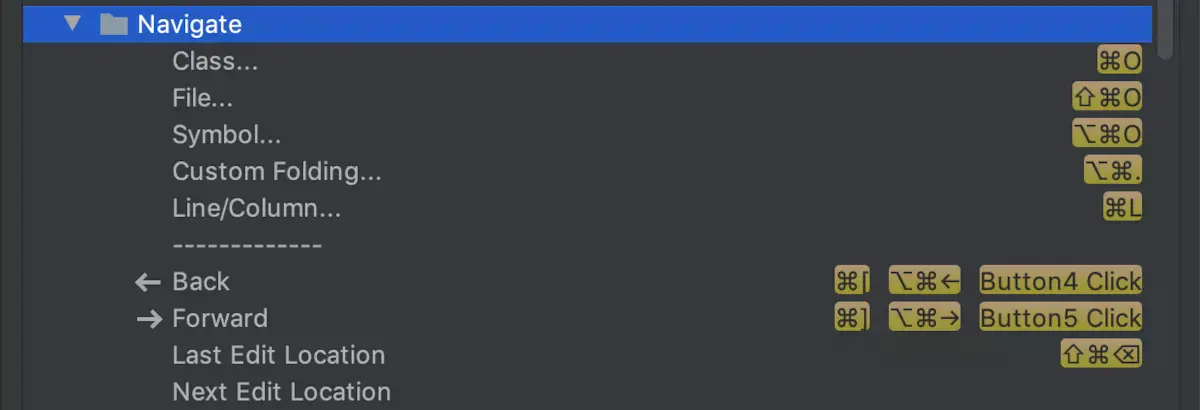 Navigate
Class... ⌘O
File... ⇧⌘O
Symbol... ⌥⌘O
Custom Folding... ⌥⌘.
Line/Column... ⌘L
-------------
← Back ⌘[ ⌥⌘← Button4 Click
→ Forward ⌘] ⌥⌘→ Button5 Click
Last Edit Location ⇧⌘⌫
Next Edit Location